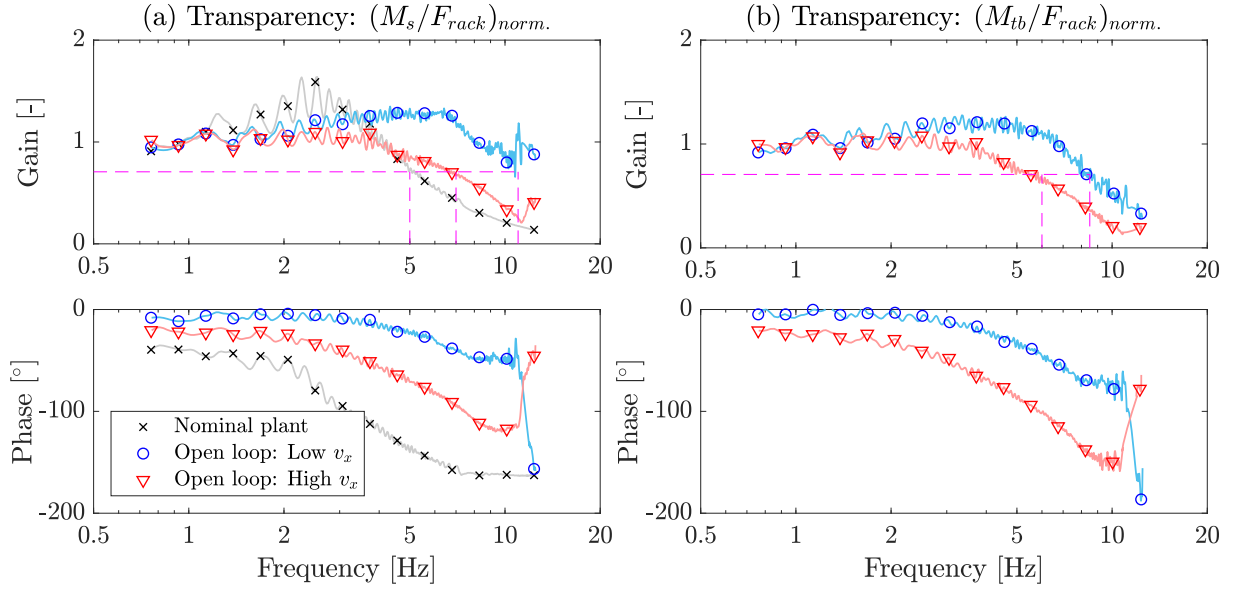 (a) Transparency: (M_s/F_rack)_norm.
(b) Transparency: (M_tb/F_rack)_norm.
Gain [-]
2
1
0
0.5 1 2 5 10 20
Gain [-]
2
1
0
0.5 1 2 5 10 20
Phase [°]
0
-100
-200
Nominal plant
Open loop: Low v_x
Open loop: High v_x
0.5 1 2 5 10 20
Frequency [Hz]
Phase [°]
0
-100
-200
0.5 1 2 5 10 20
Frequency [Hz]